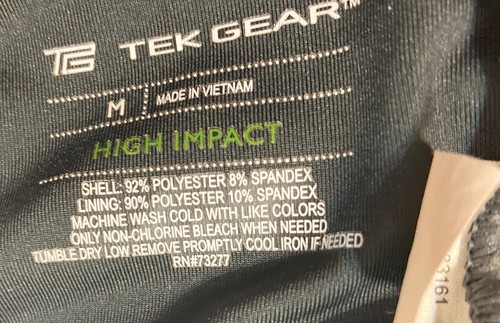 TG TEK GEAR™
M MADE IN VIETNAM
HIGH IMPACT
SHELL: 92% POLYESTER 8% SPANDEX
LINING: 90% POLYESTER 10% SPANDEX
MACHINE WASH COLD WITH LIKE COLORS
ONLY NON-CHLORINE BLEACH WHEN NEEDED
TUMBLE DRY LOW REMOVE PROMPTLY COOL IRON IF NEEDED
RN#73277